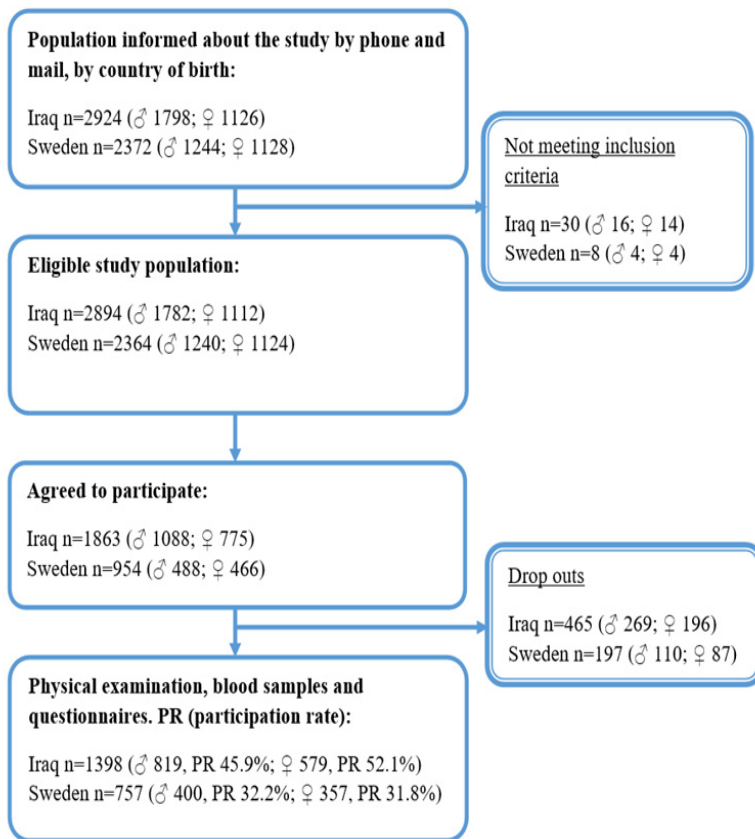 Population informed about the study by phone and
mail, by country of birth:
Iraq n=2924 (♂ 1798; ♀ 1126)
Sweden n=2372 (♂ 1244; ♀ 1128)
Not meeting inclusion
criteria
Iraq n=30 (♂ 16; ♀ 14)
Sweden n=8 (♂ 4; ♀ 4)
Eligible study population:
Iraq n=2894 (♂ 1782; ♀ 1112)
Sweden n=2364 (♂ 1240; ♀ 1124)
Agreed to participate:
Iraq n=1863 (♂ 1088; ♀ 775)
Sweden n=954 (♂ 488; ♀ 466)
Drop outs
Iraq n=465 (♂ 269; ♀ 196)
Sweden n=197 (♂ 110; ♀ 87)
Physical examination, blood samples and
questionnaires. PR (participation rate):
Iraq n=1398 (♂ 819, PR 45.9%; ♀ 579, PR 52.1%)
Sweden n=757 (♂ 400, PR 32.2%; ♀ 357, PR 31.8%)